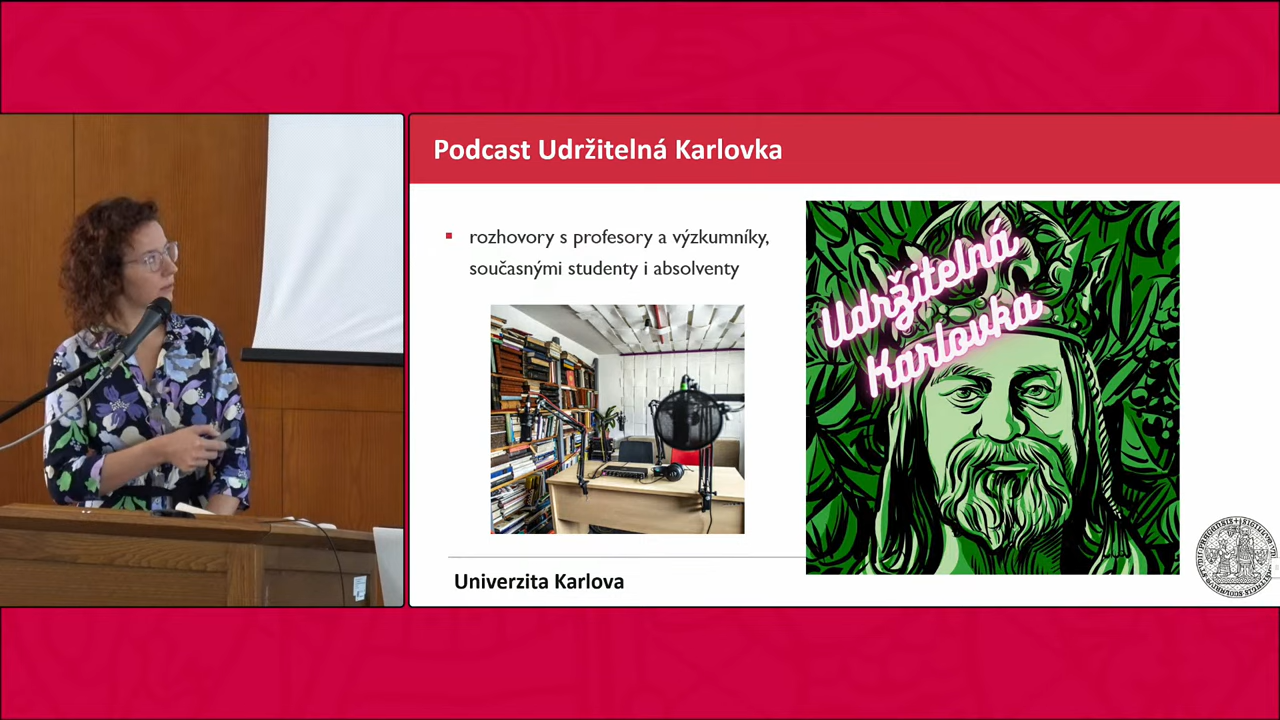 Podcast Udržitelná Karlovka
rozhovory s profesory a výzkumníky,
současnými studenty i absolventy
Udržitelná
Karlovka
Univerzita Karlova